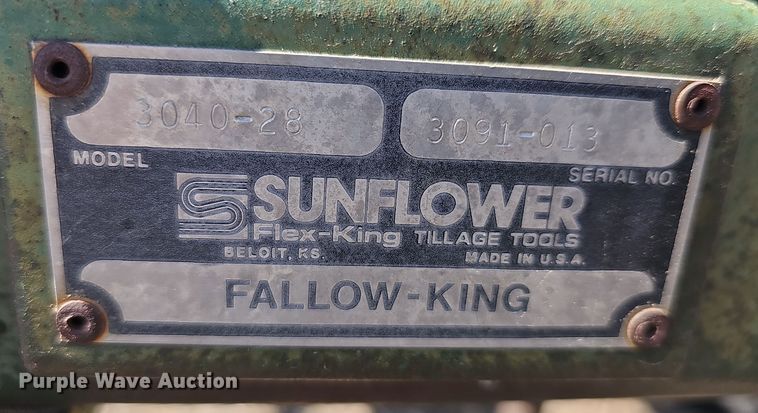 3040-28 3091-013
MODEL SERIAL NO.
SUNFLOWER
Flex-King TILLAGE TOOLS
BELOIT, KS. MADE IN U.S.A.
FALLOW-KING
Purple Wave Auction